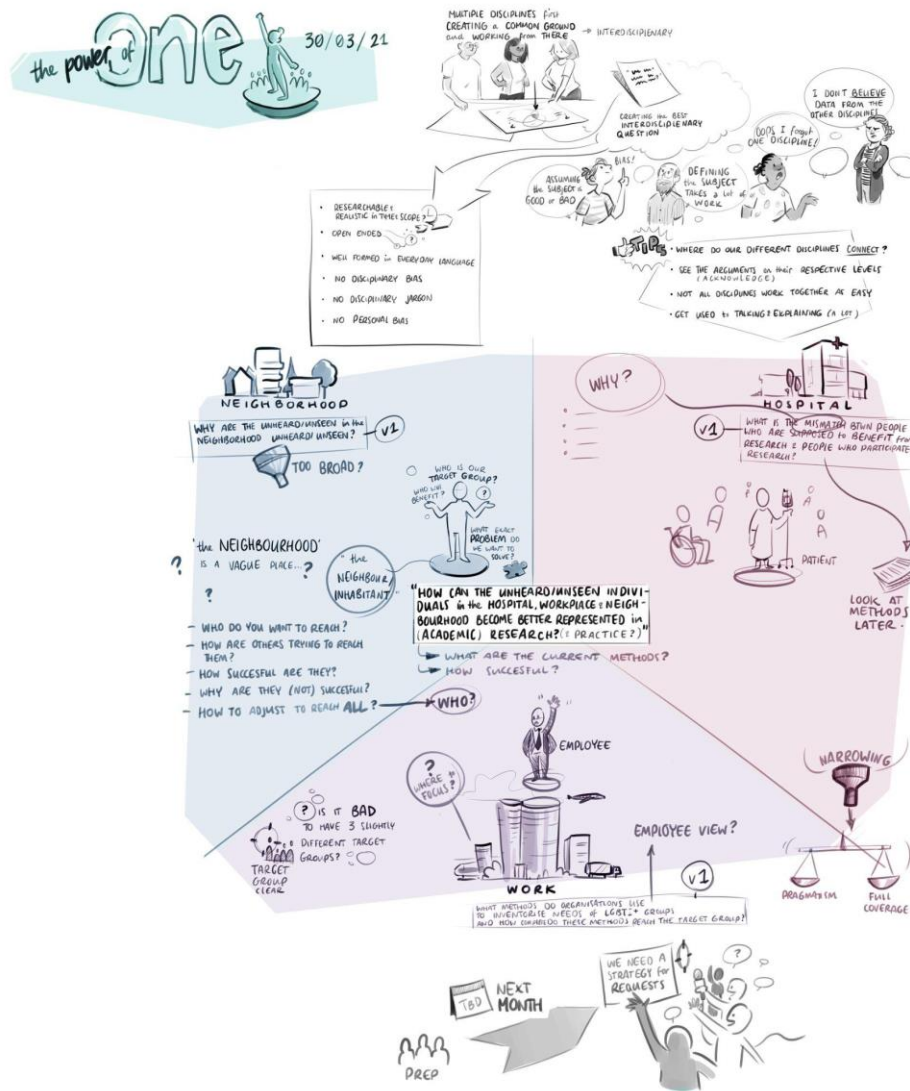 the power of one
30/03/21
MULTIPLE DISCIPLINES first
CREATING a COMMON GROUND
and WORKING from THERE
→ INTERDISCIPLINARY
CREATING the BEST
INTERDISCIPLINARY
QUESTION
I DON'T BELIEVE
DATA FROM THE
OTHER DISCIPLINE!
OOPS I forgot
ONE DISCIPLINE!
BIAS!
ASSUMING
the SUBJECT is
GOOD or BAD
DEFINING
the SUBJECT
TAKES a LOT of
WORK
• RESEARCHABLE &
REALISTIC in TIME & SCOPE?
• OPEN ENDED
?
• WELL FORMED in EVERYDAY LANGUAGE
• NO DISCIPLINARY BIAS
• NO DISCIPLINARY JARGON
• NO PERSONAL BIAS
TIPS
• WHERE DO OUR DIFFERENT DISCIPLINES CONNECT?
• SEE THE ARGUMENTS on their RESPECTIVE LEVELS
(ACKNOWLEDGE)
• NOT ALL DISCIPLINES WORK TOGETHER AS EASY
• GET USED to TALKING & EXPLAINING (A LOT)
NEIGHBORHOOD
WHY ARE THE UNHEARD/UNSEEN in the
NEIGHBORHOOD UNHEARD/UNSEEN?
v1
TOO BROAD?
WHO IS OUR
TARGET GROUP?
WHO WILL
BENEFIT?
?
WHAT EXACT
PROBLEM DO
WE WANT TO
SOLVE?
'the NEIGHBOURHOOD'
IS A VAGUE PLACE...?
?
?
"the
NEIGHBOUR/
INHABITANT"
- WHO DO YOU WANT TO REACH?
- HOW ARE OTHERS TRYING TO REACH
THEM?
- HOW SUCCESFUL ARE THEY?
- WHY ARE THEY (NOT) SUCCESFUL?
- HOW TO ADJUST TO REACH ALL?
WHO?
WHY?
HOSPITAL
v1
WHAT IS THE MISMATCH BTWN PEOPLE
WHO ARE SUPPOSED to BENEFIT from
RESEARCH & PEOPLE WHO PARTICIPATE
RESEARCH?
PATIENT
LOOK AT
METHODS
LATER.
"HOW CAN THE UNHEARD/UNSEEN INDIVI-
DUALS in the HOSPITAL, WORKPLACE & NEIGH-
BOURHOOD BECOME BETTER REPRESENTED in
(ACADEMIC) RESEARCH? (& PRACTICE?)"
WHAT ARE THE CURRENT METHODS?
HOW SUCCESFUL?
EMPLOYEE
?
WHERE to
FOCUS?
NARROWING
PRAGMATISM
FULL
COVERAGE
? IS IT BAD
TO HAVE 3 SLIGHTLY
DIFFERENT TARGET
GROUPS?
TARGET
GROUP
CLEAR
EMPLOYEE VIEW?
WORK
v1
WHAT METHODS DO ORGANISATIONS USE
TO INVENTORISE NEEDS of LGBTI+ GROUPS
AND HOW DO THESE METHODS REACH THE TARGET GROUP?
TBD
NEXT
MONTH
PREP
WE NEED A
STRATEGY for
REQUESTS
?